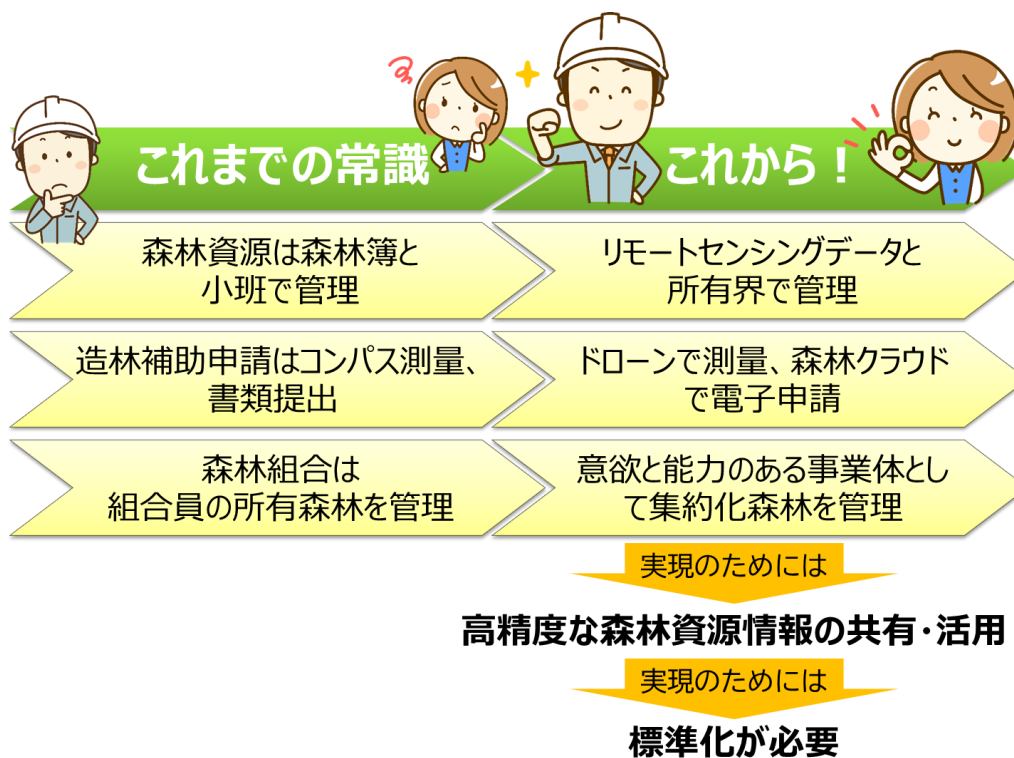 これまでの常識
これから！
森林資源は森林簿と
小班で管理
リモートセンシングデータと
所有界で管理
造林補助申請はコンパス測量、
書類提出
ドローンで測量、森林クラウド
で電子申請
森林組合は
組合員の所有森林を管理
意欲と能力のある事業体とし
て集約化森林を管理
実現のためには
高精度な森林資源情報の共有・活用
実現のためには
標準化が必要